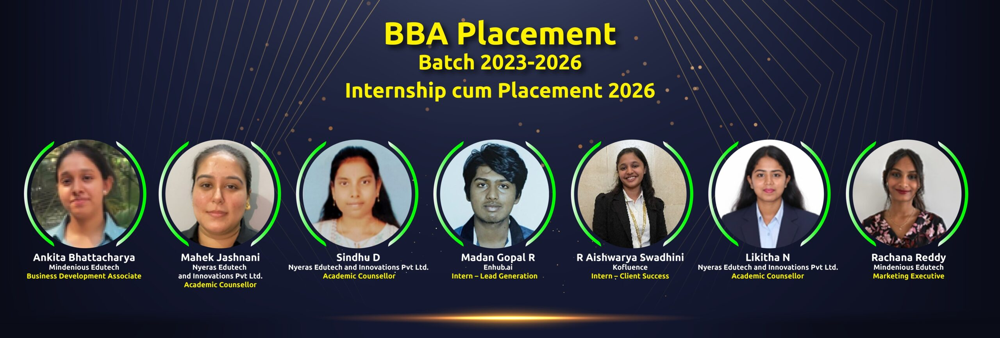 BBA Placement
Batch 2023-2026
Internship cum Placement 2026
Ankita Bhattacharya
Mindenious Edutech
Business Development Associate
Mahek Jashnani
Nyeras Edutech
and Innovations Pvt Ltd.
Academic Counsellor
Sindhu D
Nyeras Edutech and Innovations Pvt Ltd.
Academic Counsellor
Madan Gopal R
Enhub.ai
Intern – Lead Generation
R Aishwarya Swadhini
Kofluence
Intern – Client Success
Likitha N
Nyeras Edutech and Innovations Pvt Ltd.
Academic Counsellor
Rachana Reddy
Mindenious Edutech
Marketing Executive